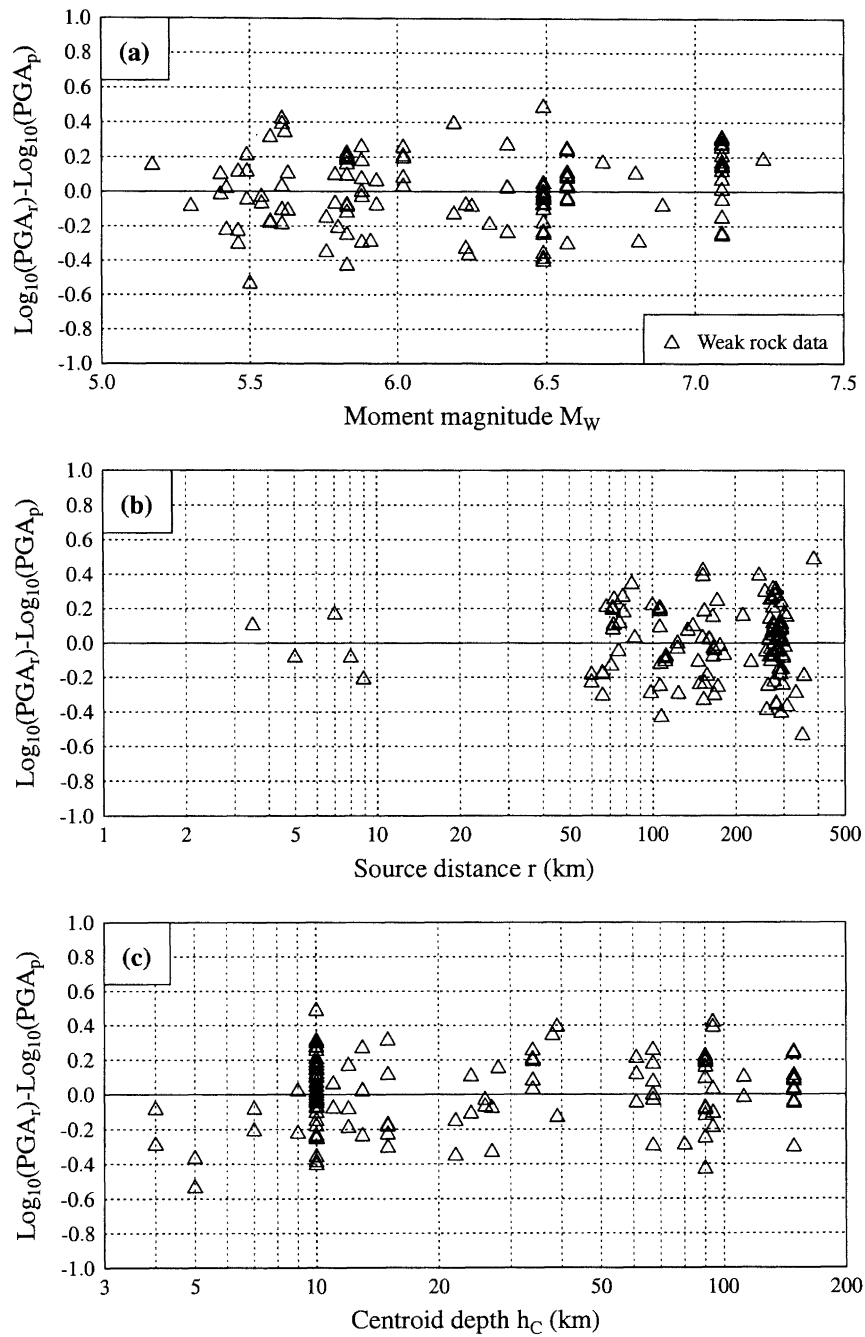 (a)
1.0
0.8
0.6
0.4
0.2
0.0
-0.2
-0.4
-0.6
-0.8
-1.0
Log10(PGAr)-Log10(PGAp)
Weak rock data
5.0 5.5 6.0 6.5 7.0 7.5
Moment magnitude MW
(b)
1.0
0.8
0.6
0.4
0.2
0.0
-0.2
-0.4
-0.6
-0.8
-1.0
Log10(PGAr)-Log10(PGAp)
1 2 5 10 20 50 100 200 500
Source distance r (km)
(c)
1.0
0.8
0.6
0.4
0.2
0.0
-0.2
-0.4
-0.6
-0.8
-1.0
Log10(PGAr)-Log10(PGAp)
3 5 10 20 50 100 200
Centroid depth hC (km)